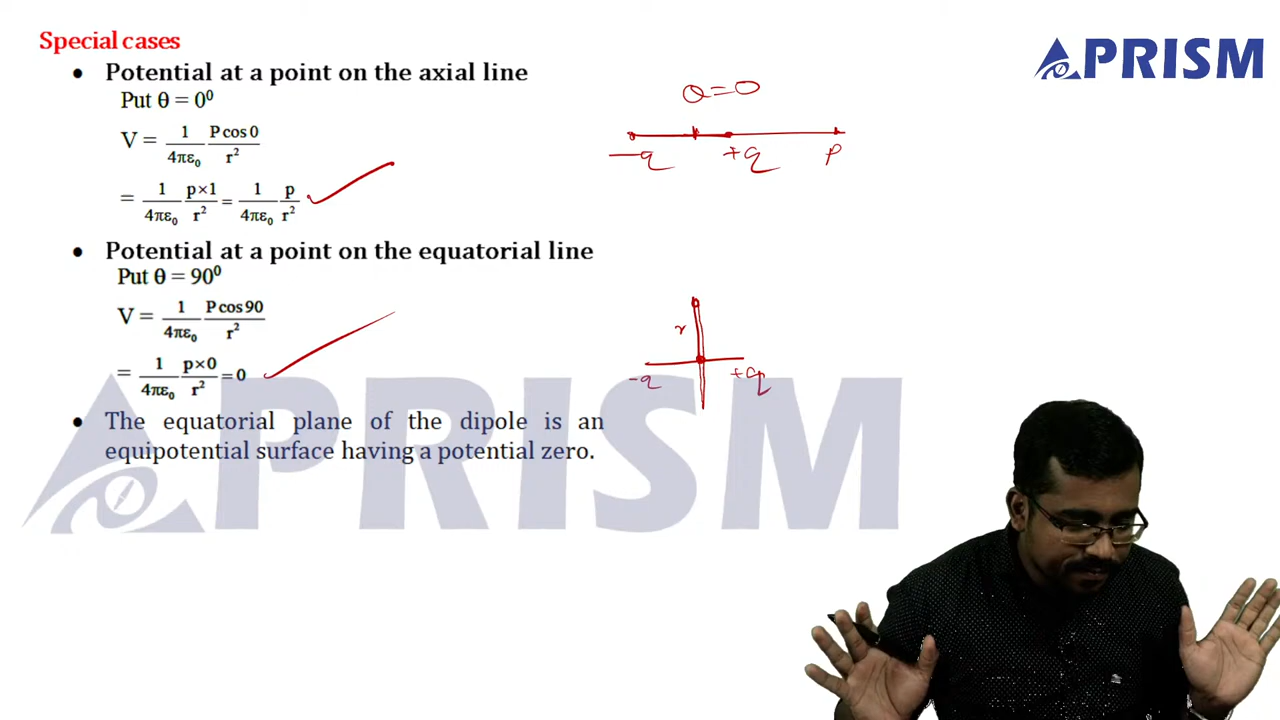 Special cases
PRISM
• Potential at a point on the axial line
Put θ = 0⁰
V = 1/4πε₀ P cos 0/r²
= 1/4πε₀ p×1/r² = 1/4πε₀ p/r²
θ=0
-q +q P
• Potential at a point on the equatorial line
Put θ = 90⁰
V = 1/4πε₀ P cos 90/r²
= 1/4πε₀ p×0/r² = 0
r
-q +q
• The equatorial plane of the dipole is an
equipotential surface having a potential zero.
PRISM